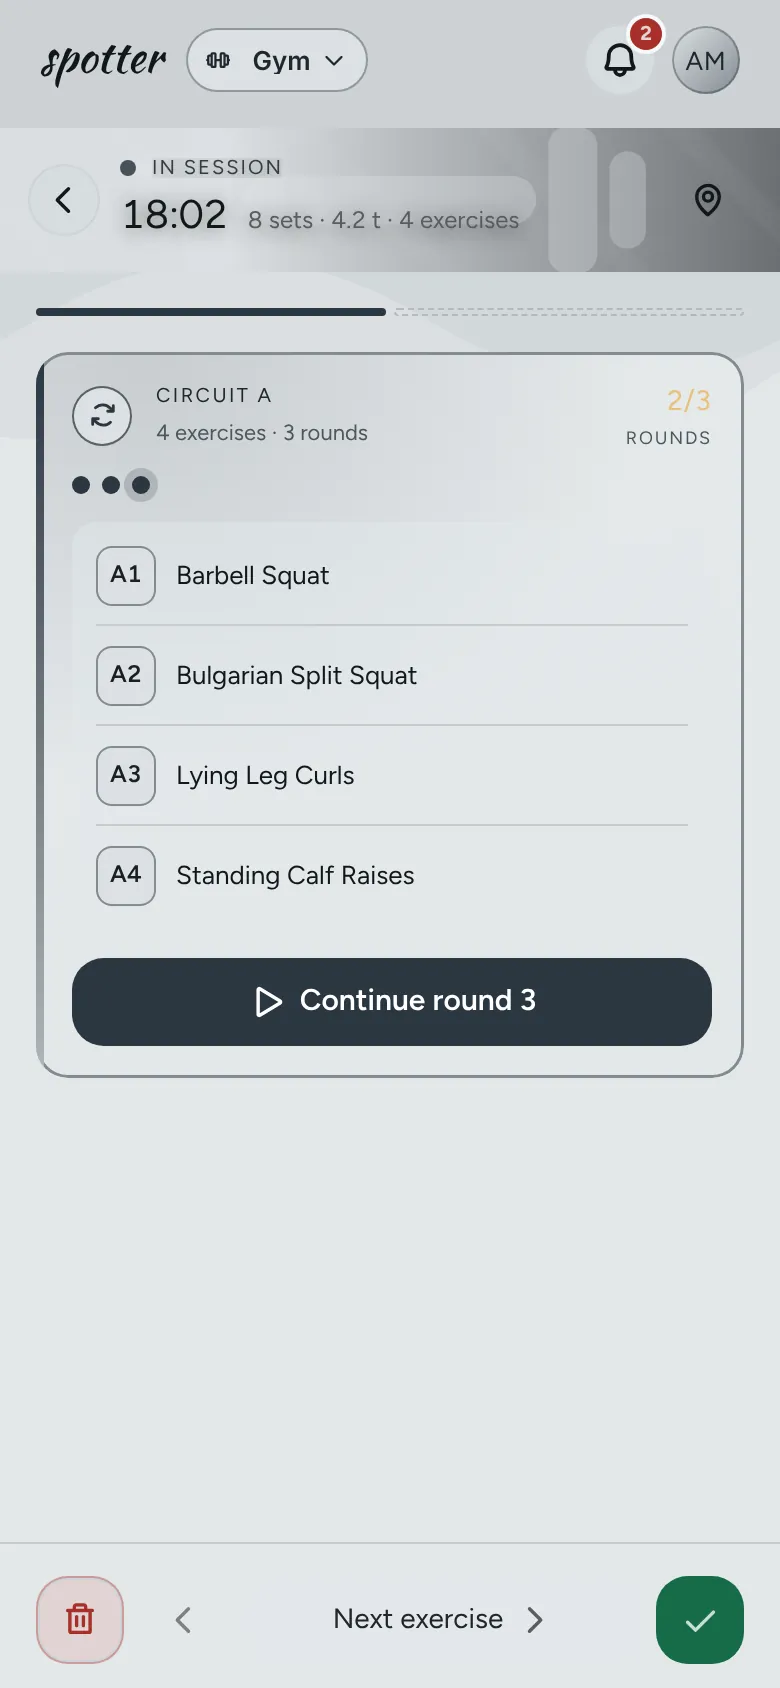 spotter
Gym
2
AM
IN SESSION
18:02 8 sets · 4.2 t · 4 exercises
CIRCUIT A
4 exercises · 3 rounds
2/3
ROUNDS
A1 Barbell Squat
A2 Bulgarian Split Squat
A3 Lying Leg Curls
A4 Standing Calf Raises
Continue round 3
Next exercise